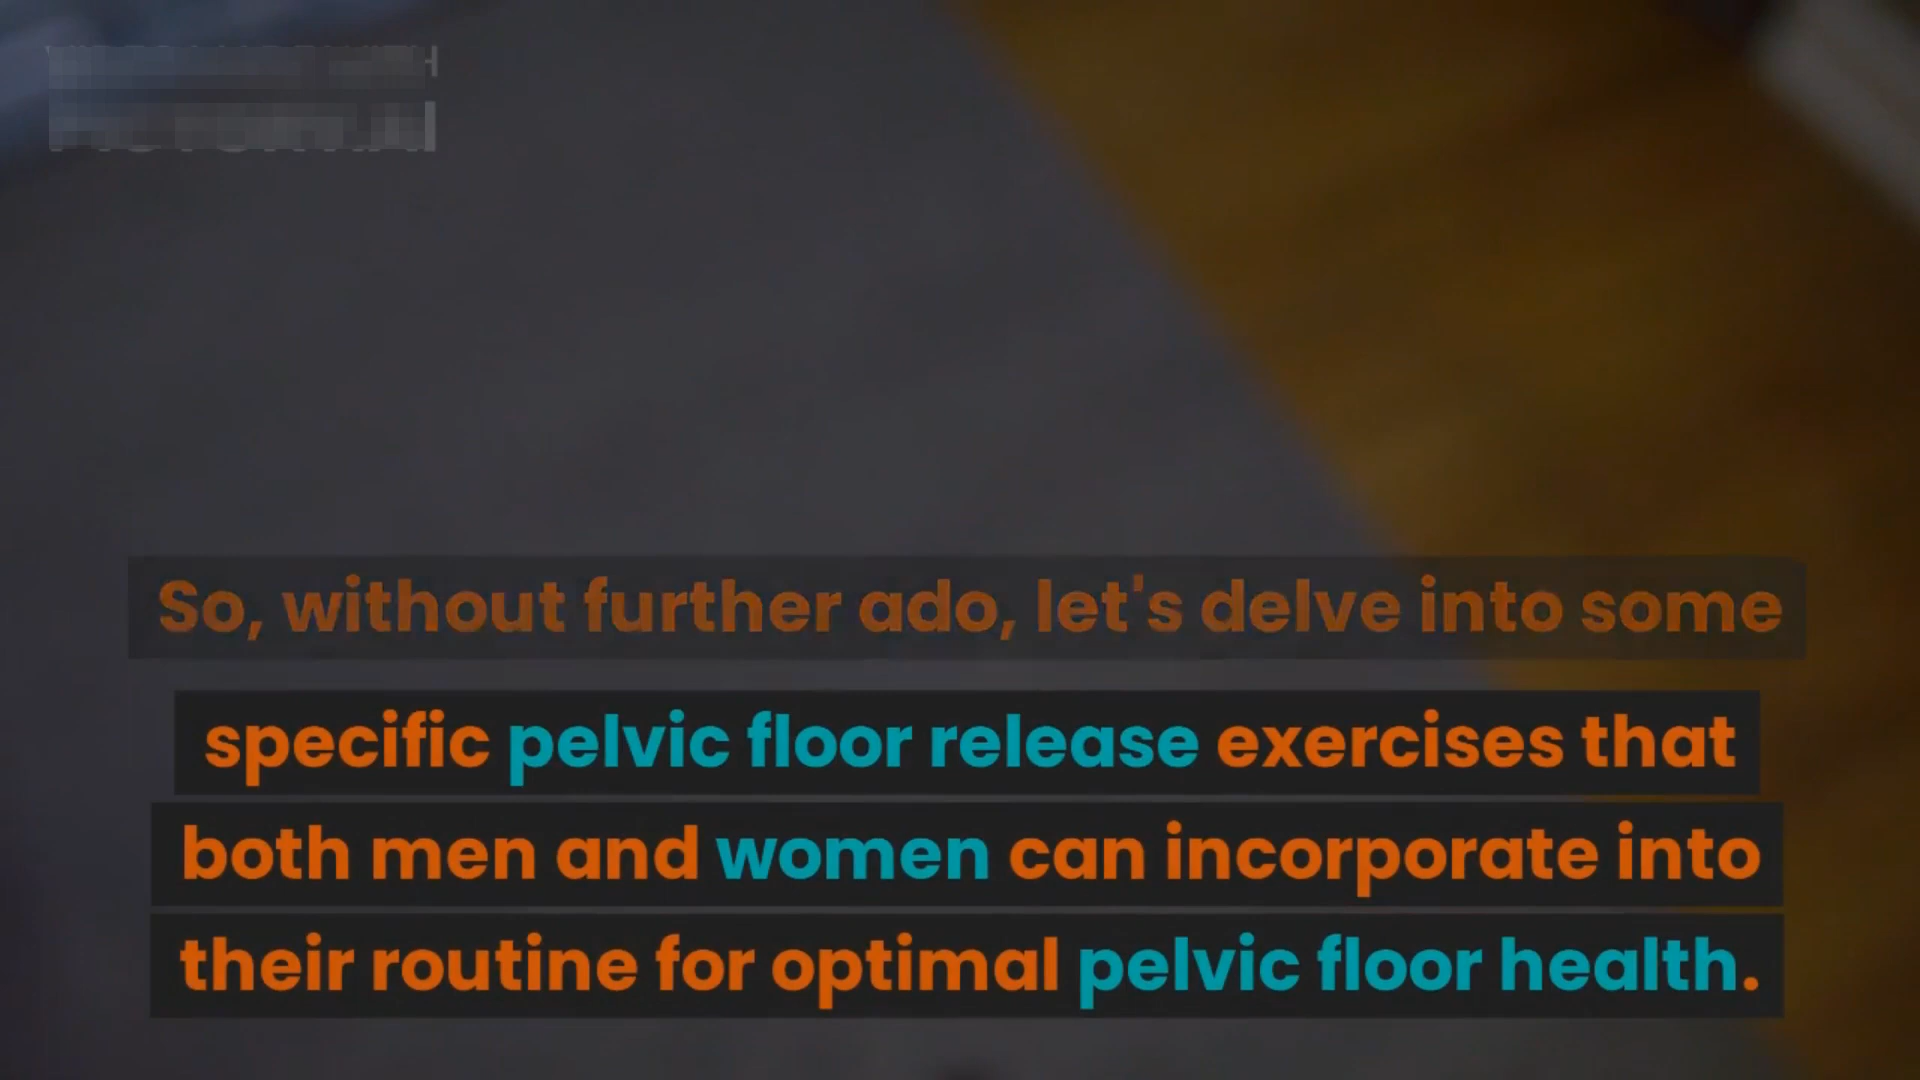 So, without further ado, let's delve into some
specific pelvic floor release exercises that
both men and women can incorporate into
their routine for optimal pelvic floor health.